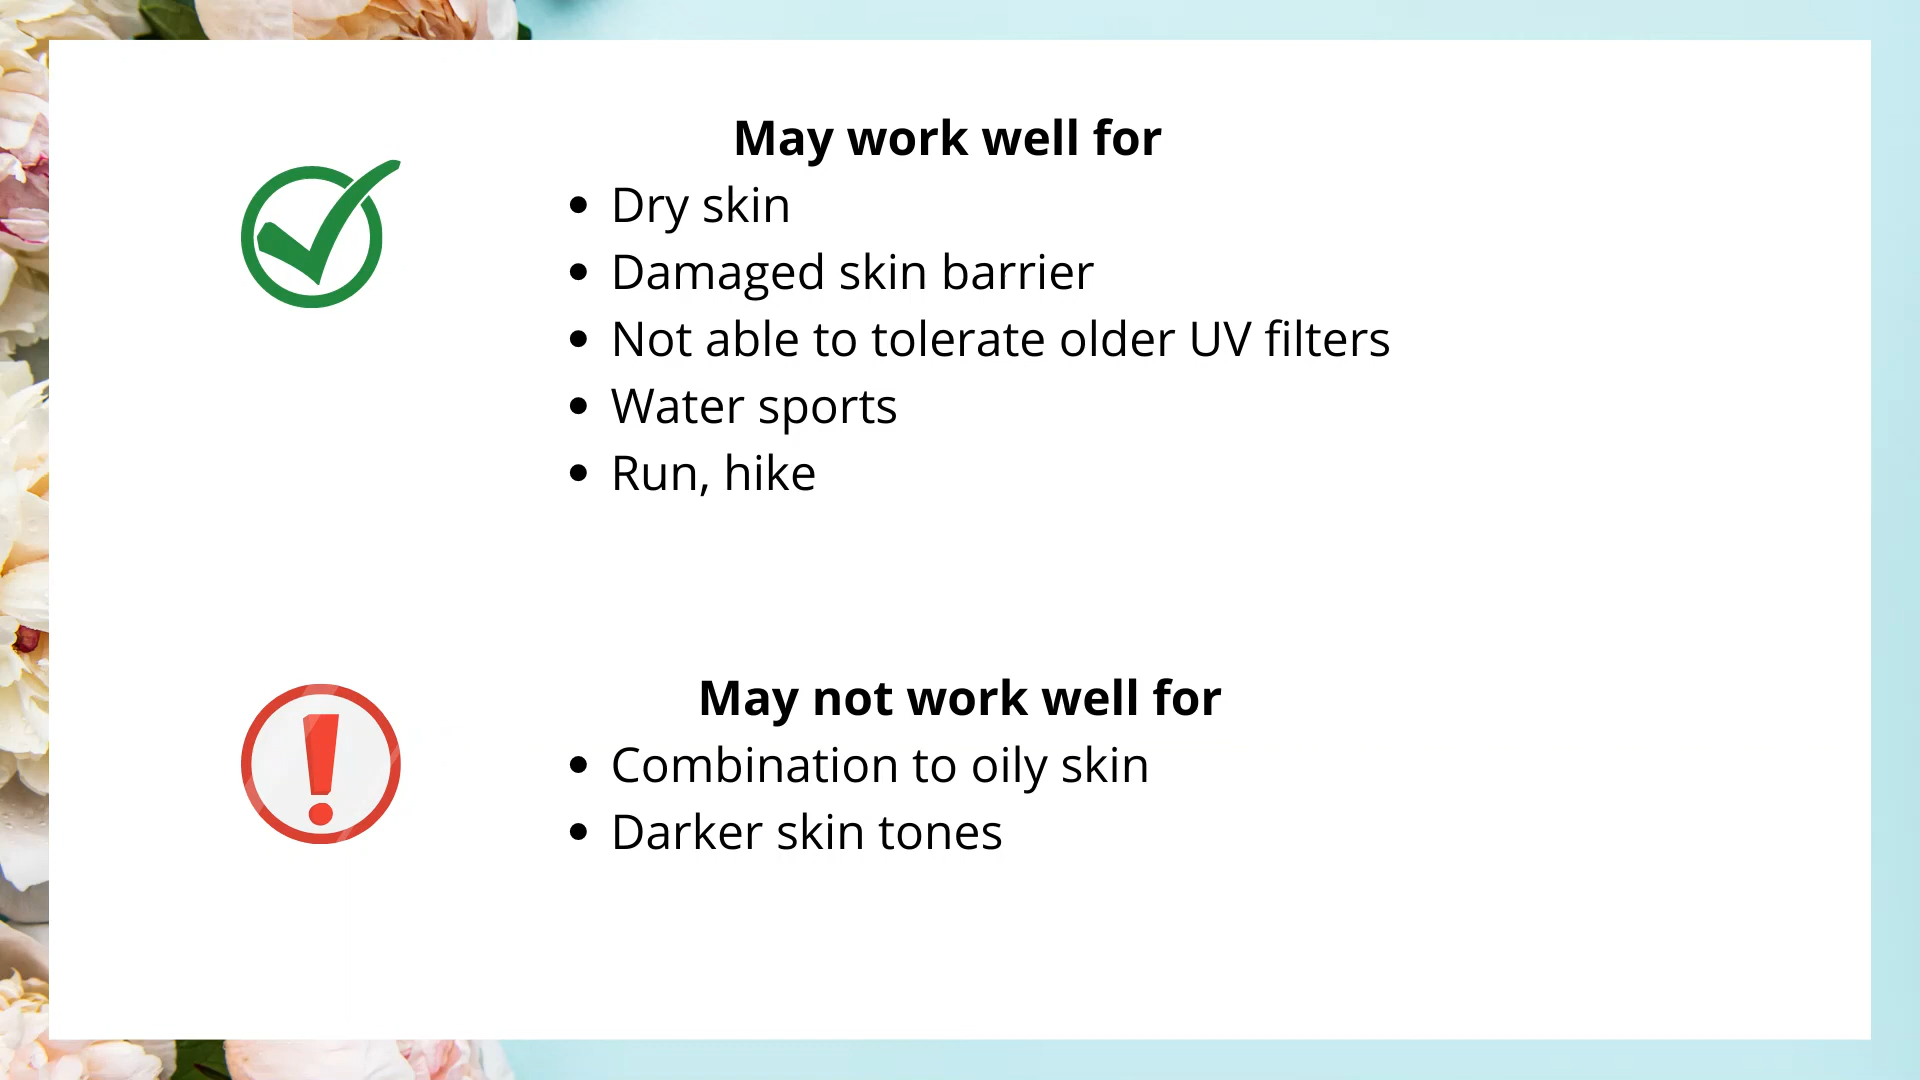 May work well for
• Dry skin
• Damaged skin barrier
• Not able to tolerate older UV filters
• Water sports
• Run, hike
May not work well for
• Combination to oily skin
• Darker skin tones